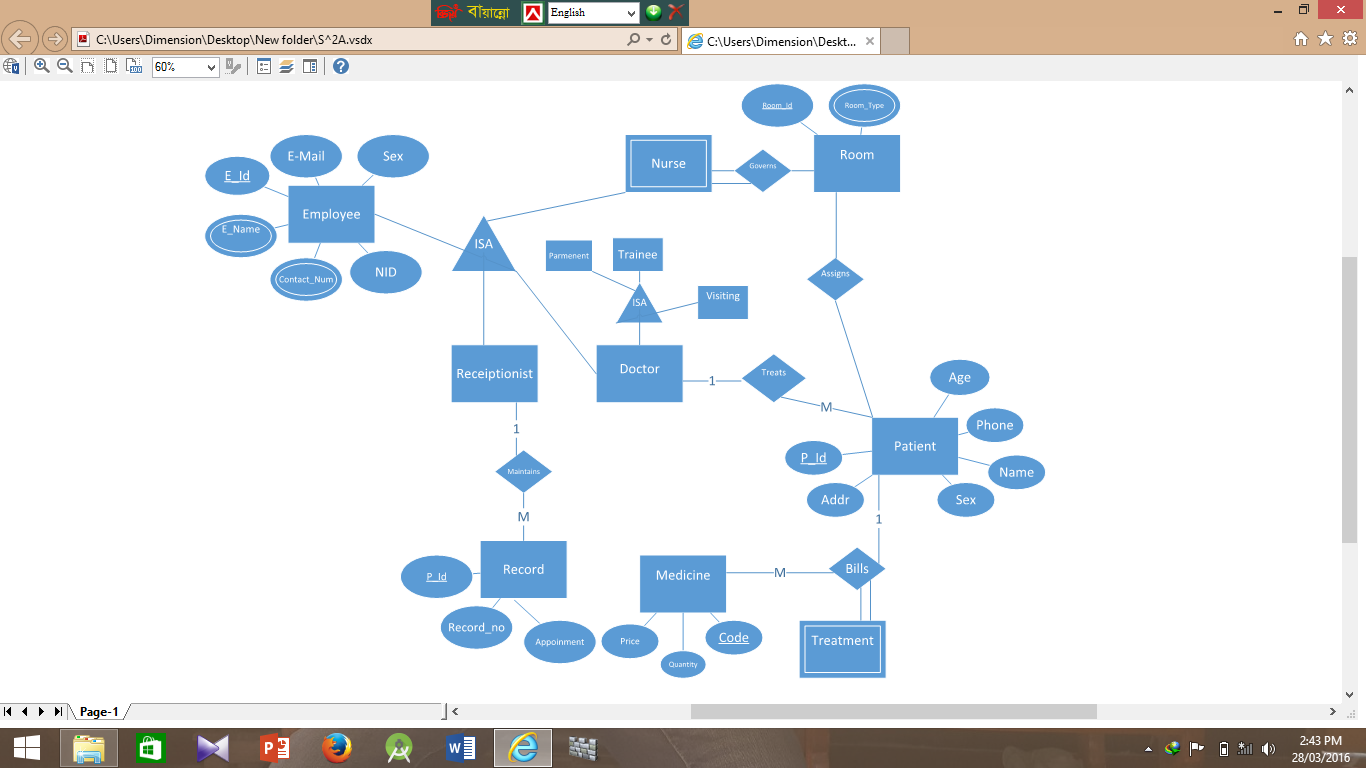 বায়ান্নো
English
C:\Users\Dimension\Desktop\New folder\S^2A.vsdx
C:\Users\Dimension\Deskt...
60%
Room_id
Room_Type
E-Mail
Sex
Nurse
Governs
Room
E_Id
Employee
E_Name
ISA
Parmenent
Trainee
Contact_Num
NID
Assigns
ISA
Visiting
Receiptionist
Doctor
1
Treats
Age
M
1
Patient
Phone
P_Id
Maintains
Name
Addr
Sex
M
1
Record
P_Id
Medicine
M
Bills
Record_no
Appoinment
Price
Code
Treatment
Quantity
Page-1
2:43 PM
28/03/2016